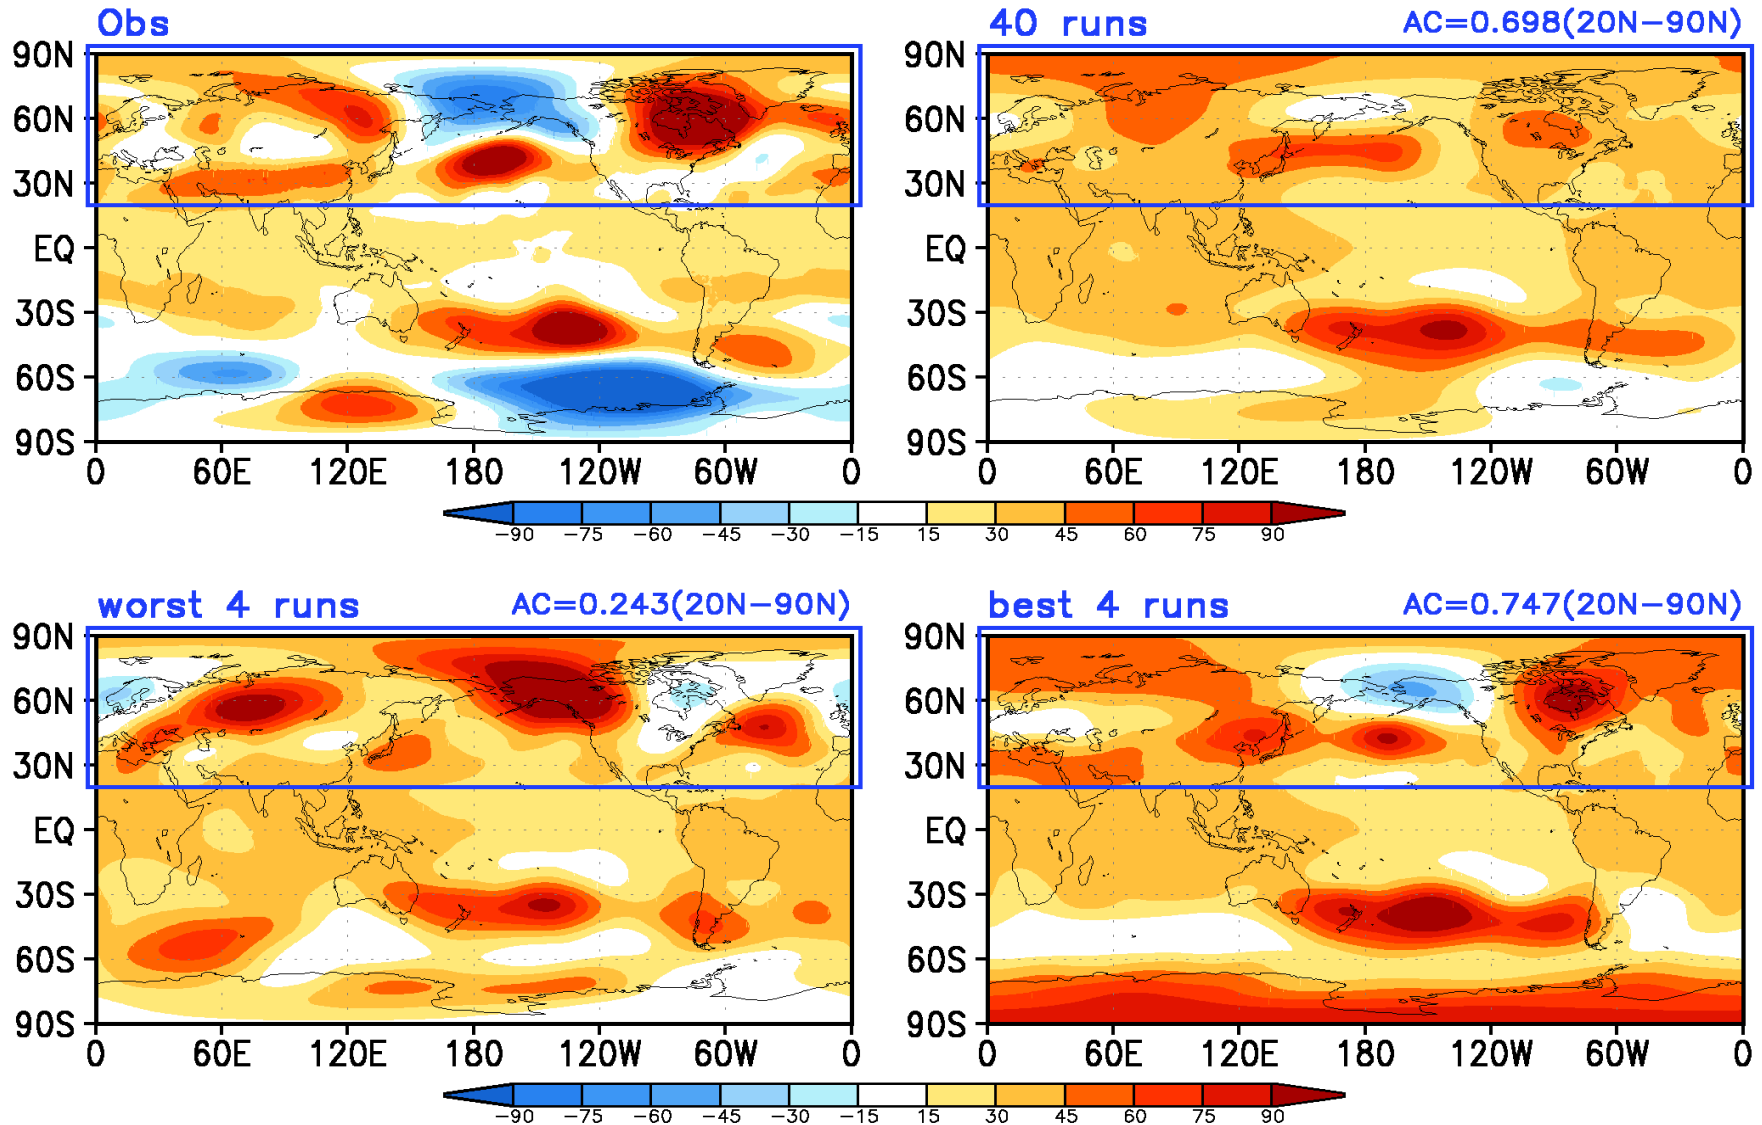 Obs
40 runs AC=0.698(20N−90N)
90N 60N 30N EQ 30S 60S 90S
0 60E 120E 180 120W 60W 0
90N 60N 30N EQ 30S 60S 90S
0 60E 120E 180 120W 60W 0
−90 −75 −60 −45 −30 −15 15 30 45 60 75 90
worst 4 runs AC=0.243(20N−90N)
best 4 runs AC=0.747(20N−90N)
90N 60N 30N EQ 30S 60S 90S
0 60E 120E 180 120W 60W 0
90N 60N 30N EQ 30S 60S 90S
0 60E 120E 180 120W 60W 0
−90 −75 −60 −45 −30 −15 15 30 45 60 75 90